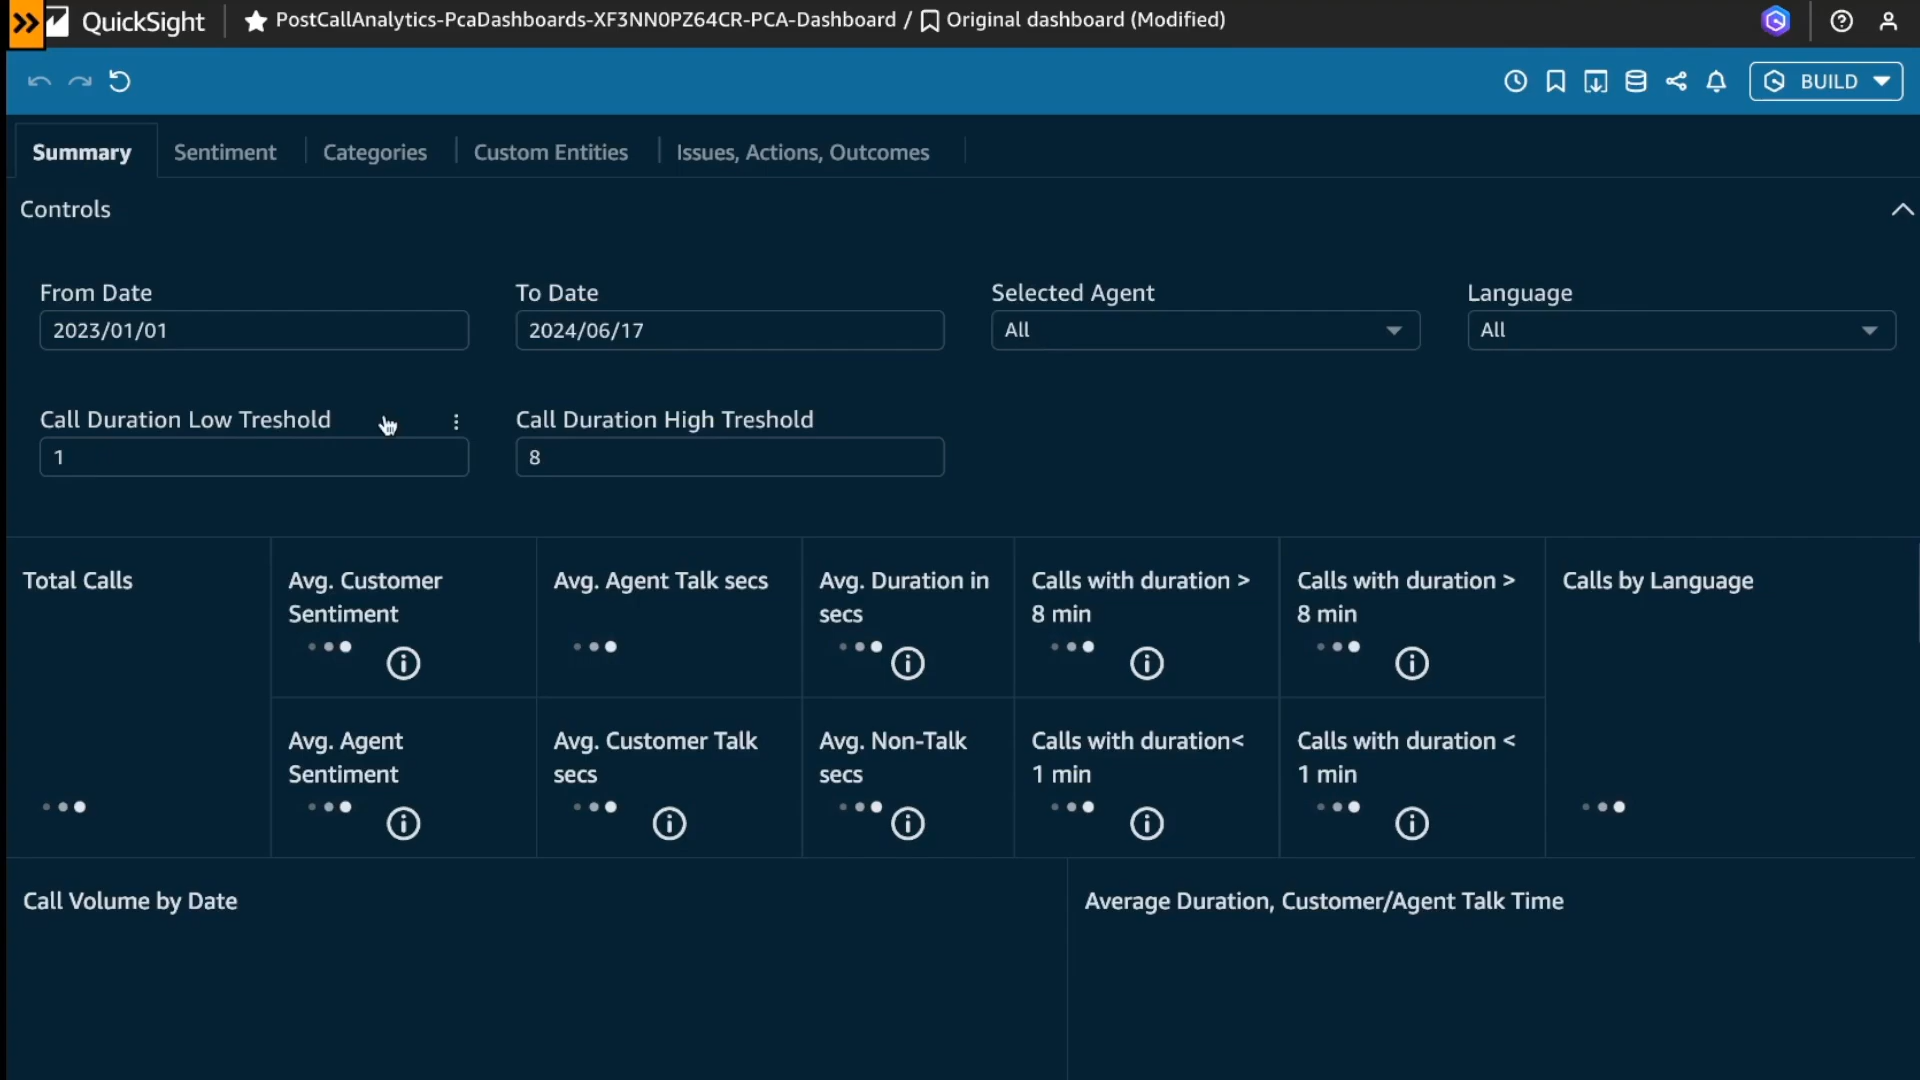 QuickSight
PostCallAnalytics-PcaDashboards-XF3NN0PZ64CR-PCA-Dashboard / Original dashboard (Modified)
BUILD
Summary
Sentiment
Categories
Custom Entities
Issues, Actions, Outcomes
Controls
From Date
To Date
Selected Agent
Language
2023/01/01
2024/06/17
All
All
Call Duration Low Treshold
Call Duration High Treshold
1
8
Total Calls
Avg. Customer
Sentiment
Avg. Agent Talk secs
Avg. Duration in
secs
Calls with duration >
8 min
Calls with duration >
8 min
Calls by Language
Avg. Agent
Sentiment
Avg. Customer Talk
secs
Avg. Non-Talk
secs
Calls with duration<
1 min
Calls with duration <
1 min
Call Volume by Date
Average Duration, Customer/Agent Talk Time